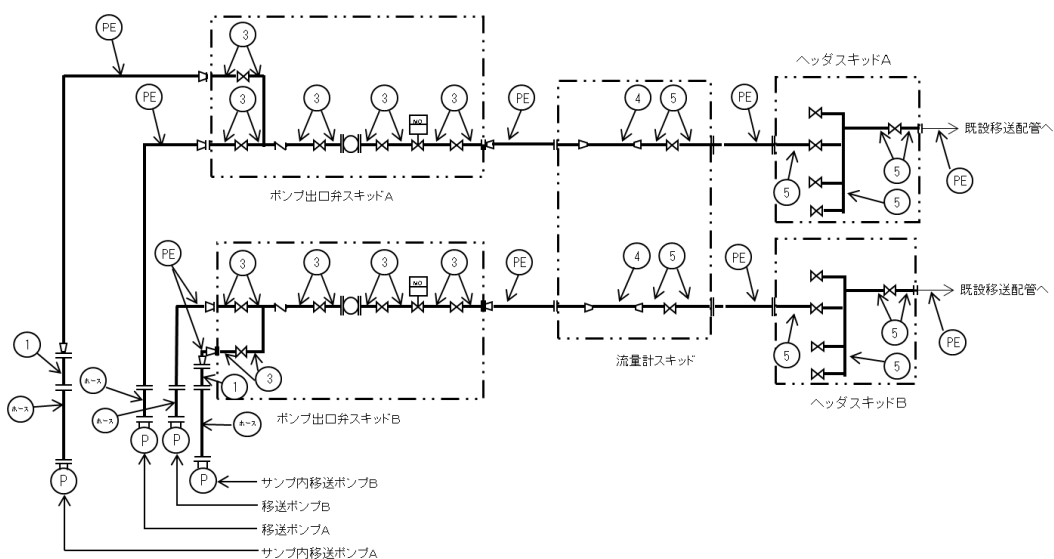 PE
3
ヘッダスキッドA
PE
3
3
3
3
PE
4
5
PE
NO
既設移送配管へ
5
PE
5
5
ポンプ出口弁スキッドA
PE
3
3
3
3
PE
4
5
PE
NO
既設移送配管へ
5
PE
1
流量計スキッド
5
5
3
ホース
1
ヘッダスキッドB
ホース
ホース
ポンプ出口弁スキッドB
ホース
P
P
P
P
サンプ内移送ポンプB
移送ポンプB
移送ポンプA
サンプ内移送ポンプA